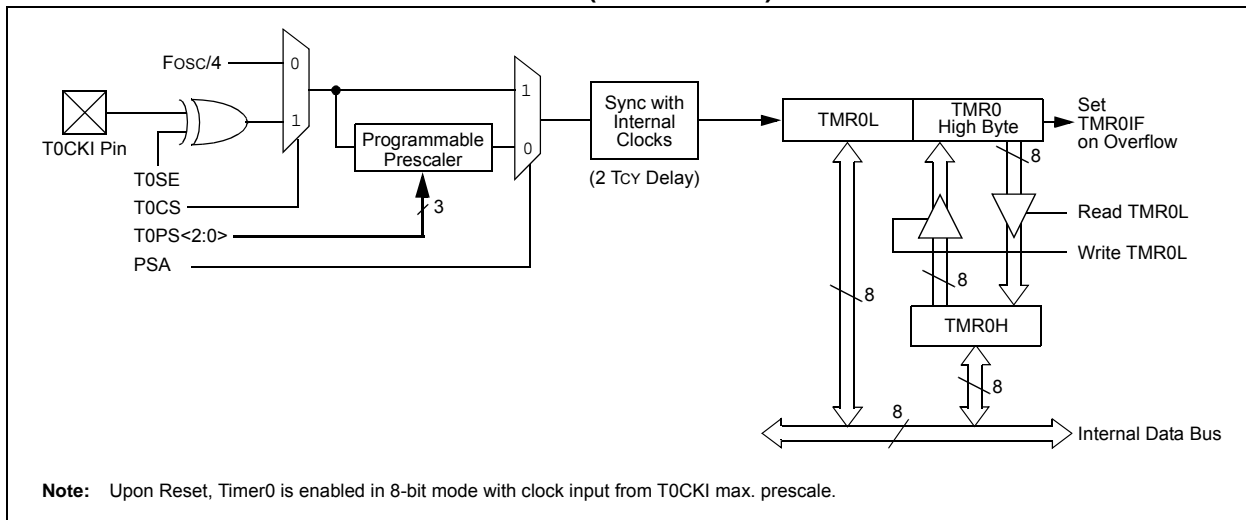 FOSC/4
0
1
T0CKI Pin
T0SE
T0CS
T0PS<2:0>
PSA
Programmable
Prescaler
3
1
0
Sync with
Internal
Clocks
(2 TCY Delay)
TMR0L
TMR0
High Byte
Set
TMR0IF
on Overflow
8
Read TMR0L
Write TMR0L
8
8
TMR0H
8
8
Internal Data Bus
Note: Upon Reset, Timer0 is enabled in 8-bit mode with clock input from T0CKI max. prescale.